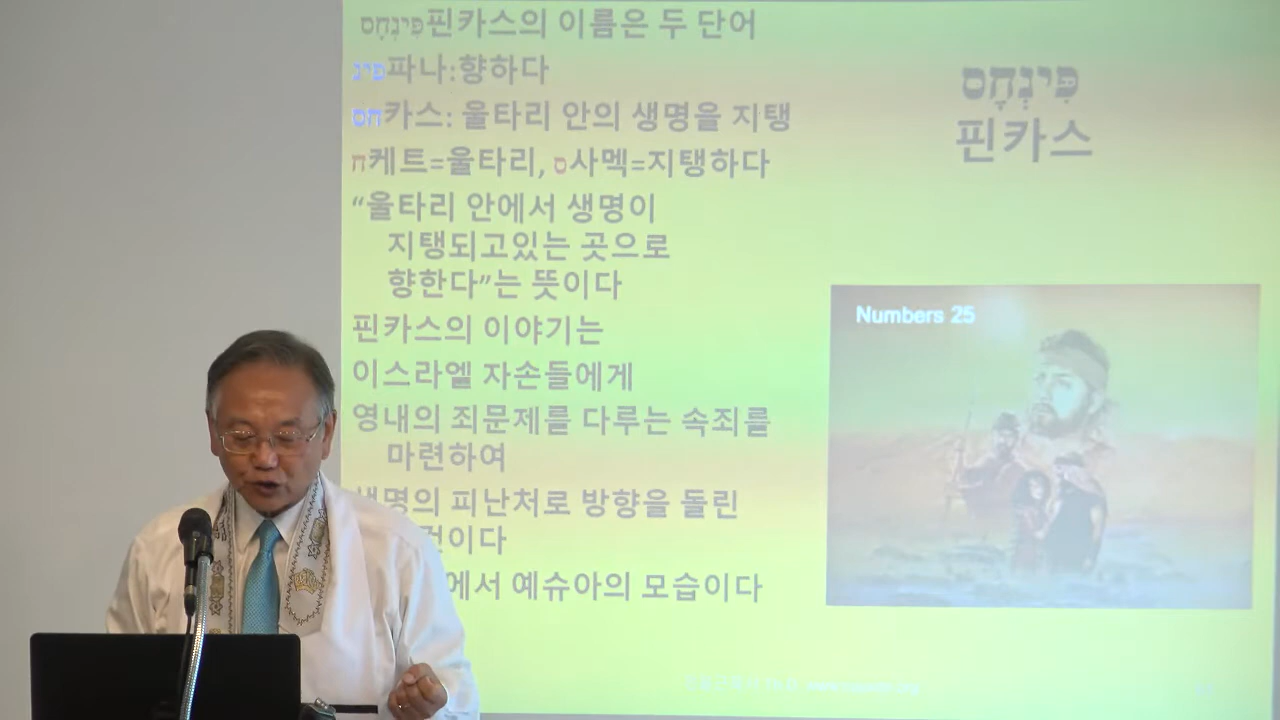 פִּינְחָס핀카스의 이름은 두 단어
פינ파나:향하다
חס카스: 울타리 안의 생명을 지탱
ח케트=울타리, ס사멕=지탱하다
“울타리 안에서 생명이
지탱되고있는 곳으로
향한다”는 뜻이다
핀카스의 이야기는
이스라엘 자손들에게
영내의 죄문제를 다루는 속죄를
마련하여
생명의 피난처로 방향을 돌린
것이다
에서 예슈아의 모습이다
פִּינְחָס
핀카스
Numbers 25